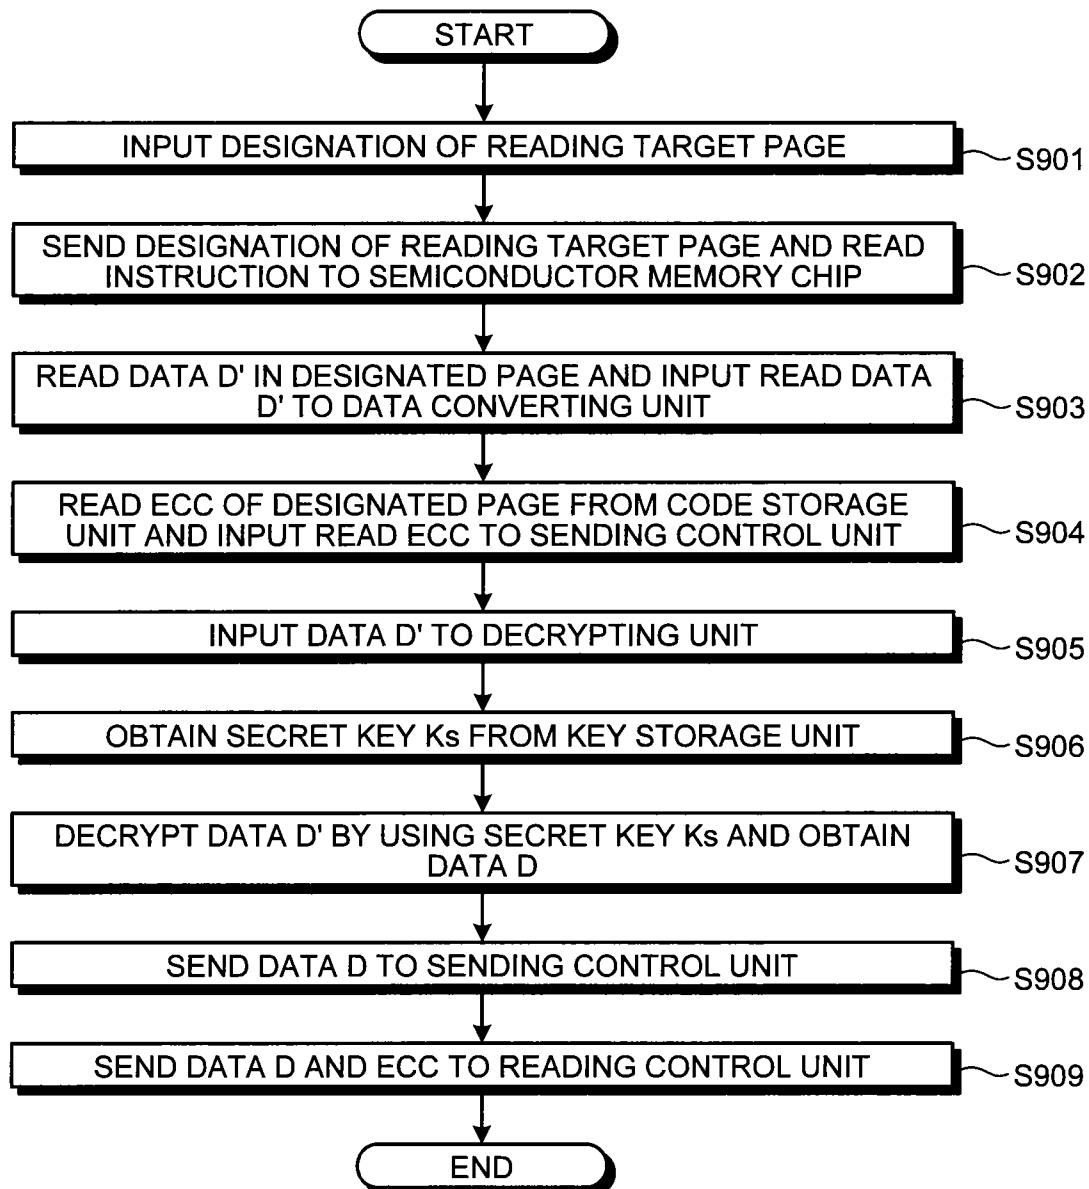 START
INPUT DESIGNATION OF READING TARGET PAGE
S901
SEND DESIGNATION OF READING TARGET PAGE AND READ
INSTRUCTION TO SEMICONDUCTOR MEMORY CHIP
S902
READ DATA D' IN DESIGNATED PAGE AND INPUT READ DATA
D' TO DATA CONVERTING UNIT
S903
READ ECC OF DESIGNATED PAGE FROM CODE STORAGE
UNIT AND INPUT READ ECC TO SENDING CONTROL UNIT
S904
INPUT DATA D' TO DECRYPTING UNIT
S905
OBTAIN SECRET KEY Ks FROM KEY STORAGE UNIT
S906
DECRYPT DATA D' BY USING SECRET KEY Ks AND OBTAIN
DATA D
S907
SEND DATA D TO SENDING CONTROL UNIT
S908
SEND DATA D AND ECC TO READING CONTROL UNIT
S909
END